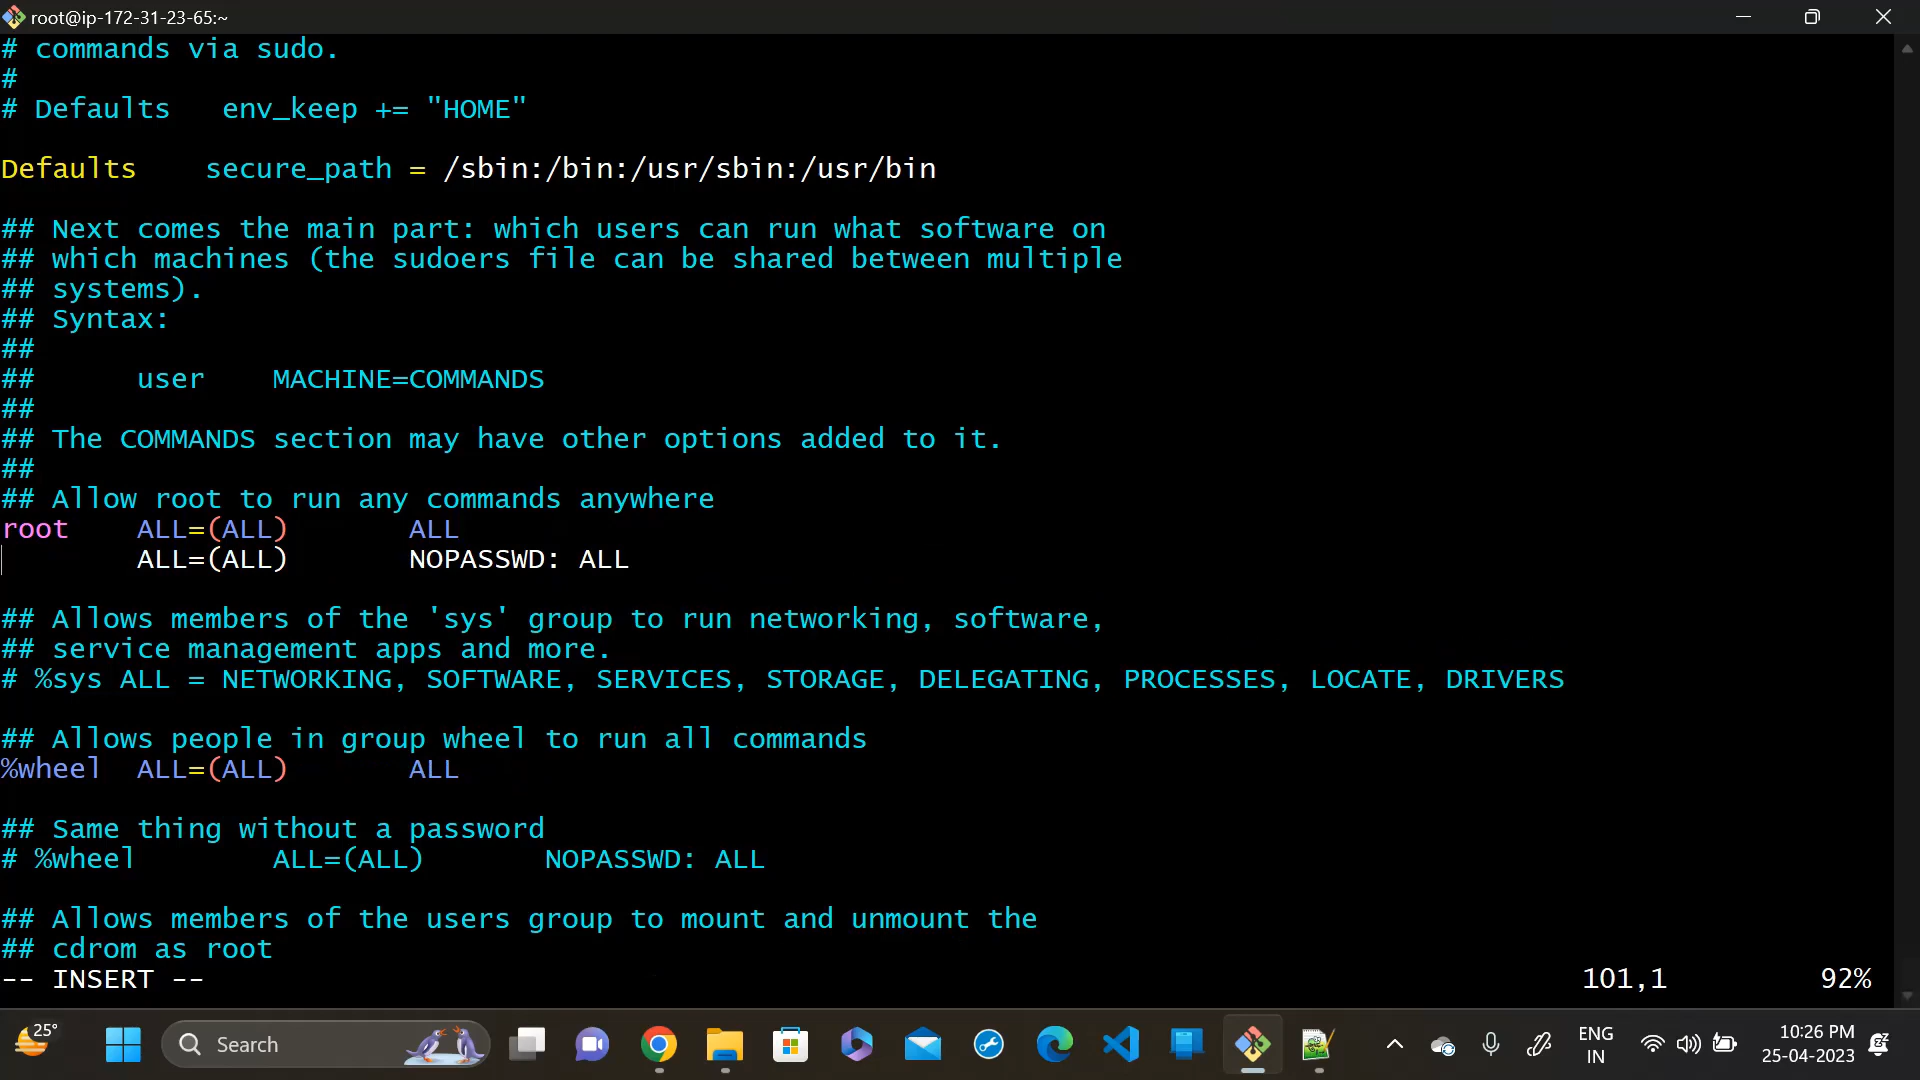 root@ip-172-31-23-65:~
# commands via sudo.
#
# Defaults   env_keep += "HOME"
Defaults    secure_path = /sbin:/bin:/usr/sbin:/usr/bin
## Next comes the main part: which users can run what software on
## which machines (the sudoers file can be shared between multiple
## systems).
## Syntax:
##
##      user    MACHINE=COMMANDS
##
## The COMMANDS section may have other options added to it.
##
## Allow root to run any commands anywhere
root    ALL=(ALL)       ALL
        ALL=(ALL)       NOPASSWD: ALL
## Allows members of the 'sys' group to run networking, software,
## service management apps and more.
# %sys ALL = NETWORKING, SOFTWARE, SERVICES, STORAGE, DELEGATING, PROCESSES, LOCATE, DRIVERS
## Allows people in group wheel to run all commands
%wheel  ALL=(ALL)       ALL
## Same thing without a password
# %wheel        ALL=(ALL)       NOPASSWD: ALL
## Allows members of the users group to mount and unmount the
## cdrom as root
-- INSERT --    101,1    92%
25°
Search
ENG
IN
10:26 PM
25-04-2023